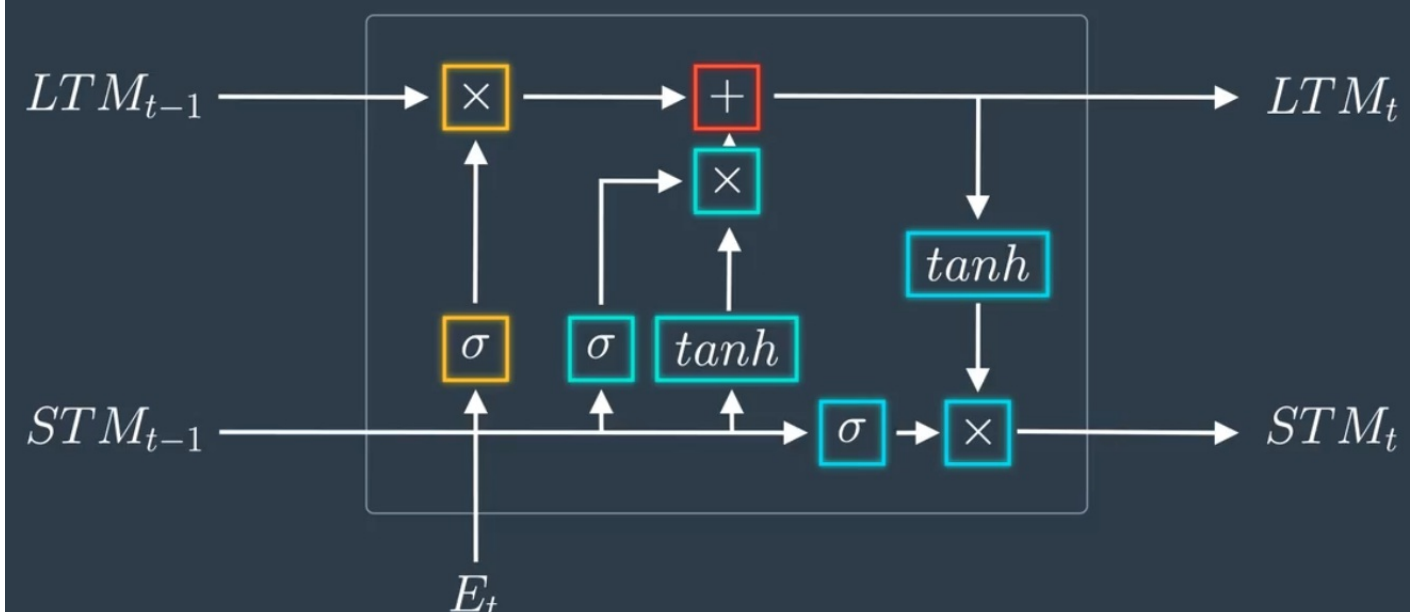 LTM_{t-1} × + LTM_t
×
tanh
σ σ tanh
STM_{t-1} σ × STM_t
E_t